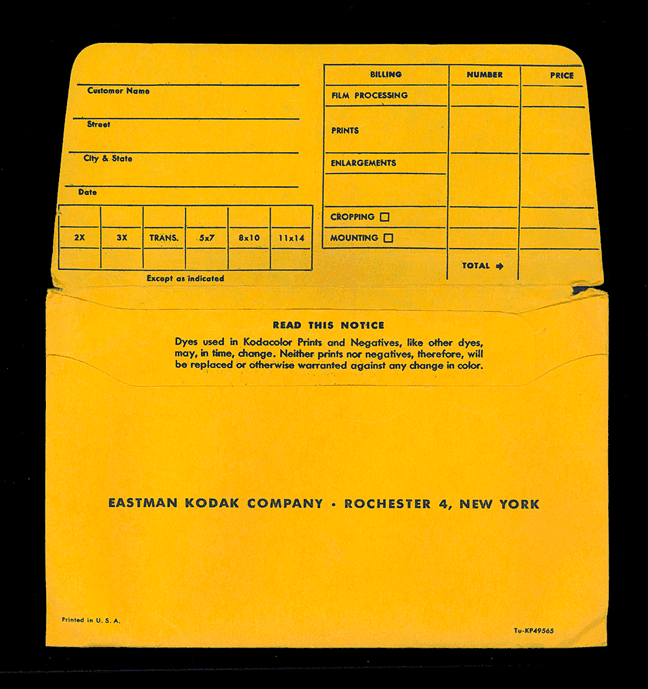 Customer Name
Street
City & State
Date
2X 3X TRANS. 5x7 8x10 11x14
Except as indicated
BILLING NUMBER PRICE
FILM PROCESSING
PRINTS
ENLARGEMENTS
CROPPING
MOUNTING
TOTAL ➔
READ THIS NOTICE
Dyes used in Kodacolor Prints and Negatives, like other dyes,
may, in time, change. Neither prints nor negatives, therefore, will
be replaced or otherwise warranted against any change in color.
EASTMAN KODAK COMPANY · ROCHESTER 4, NEW YORK
Printed in U. S. A.
Tu-KP49565